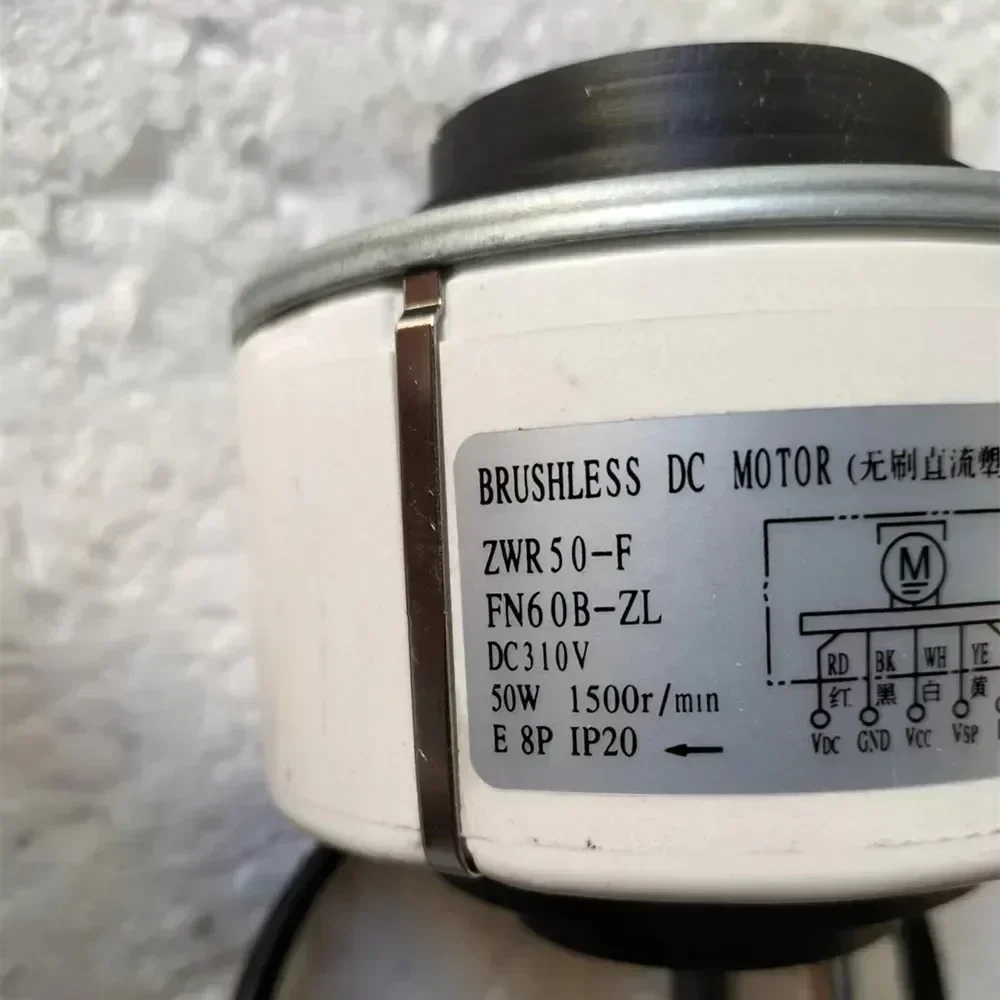 BRUSHLESS DC MOTOR (无刷直流塑
ZWR50-F
FN60B-ZL
DC310V
50W 1500r/min
E 8P IP20 ←
M
RD BK WH YE
红 黑 白 黄
VDC GND VCC VSP